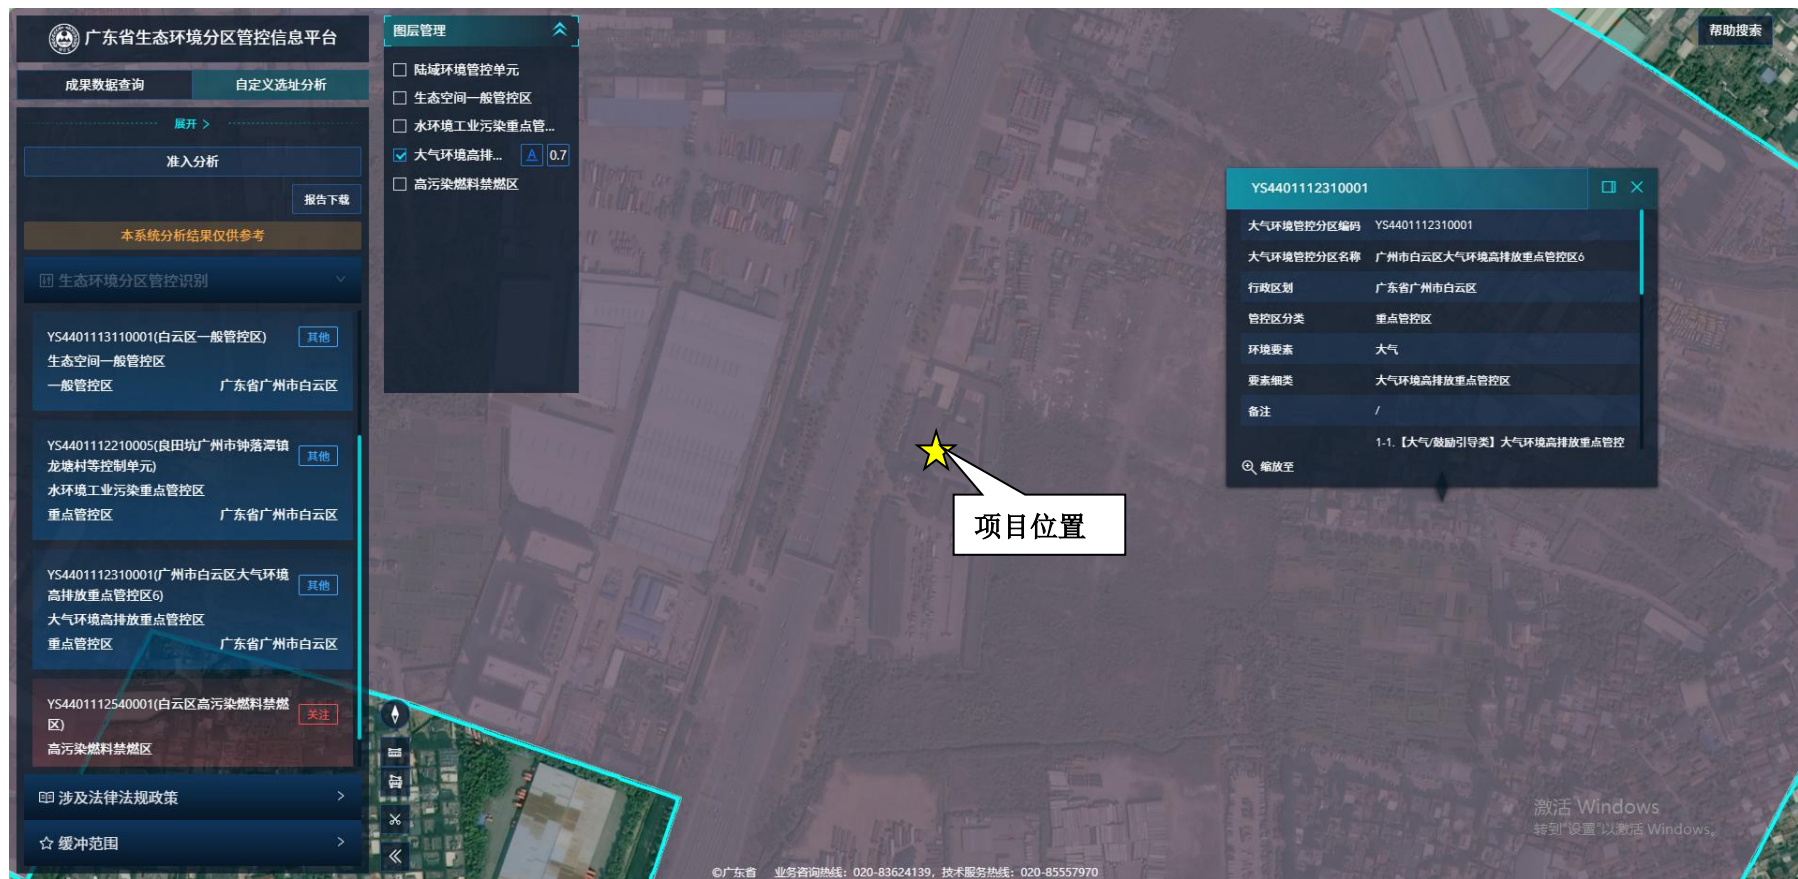 广东省生态环境分区管控信息平台
成果数据查询
自定义选址分析
展开 >
准入分析
报告下载
本系统分析结果仅供参考
生态环境分区管控识别
YS4401113110001(白云区一般管控区)
其他
生态空间一般管控区
一般管控区
广东省广州市白云区
YS4401112210005(良田坑广州市钟落潭镇
龙塘村等控制单元)
其他
水环境工业污染重点管控区
重点管控区
广东省广州市白云区
YS4401112310001(广州市白云区大气环境
高排放重点管控区6)
其他
大气环境高排放重点管控区
重点管控区
广东省广州市白云区
YS4401112540001(白云区高污染燃料禁燃
区)
关注
高污染燃料禁燃区
涉及法律法规政策
缓冲范围
图层管理
陆域环境管控单元
生态空间一般管控区
水环境工业污染重点管...
大气环境高排... A 0.7
高污染燃料禁燃区
帮助搜索
YS4401112310001
大气环境管控分区编码 YS4401112310001
大气环境管控分区名称 广州市白云区大气环境高排放重点管控区6
行政区划 广东省广州市白云区
管控区分类 重点管控区
环境要素 大气
要素细类 大气环境高排放重点管控区
备注 /
1-1.【大气/鼓励引导类】大气环境高排放重点管控
缩放至
项目位置
激活 Windows
转到"设置"以激活 Windows。
©广东省 业务咨询热线：020-83624139，技术服务热线：020-85557970